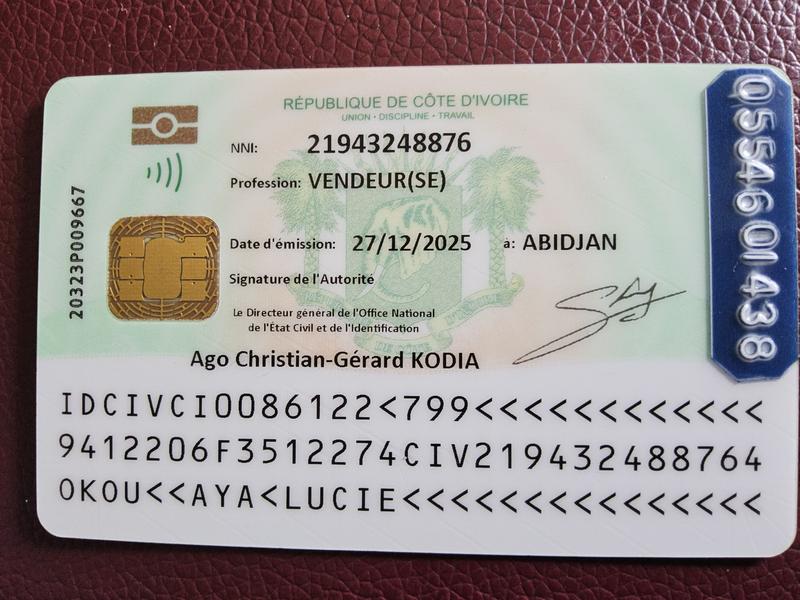 RÉPUBLIQUE DE CÔTE D'IVOIRE
UNION • DISCIPLINE • TRAVAIL
NNI: 21943248876
Profession: VENDEUR(SE)
Date d'émission: 27/12/2025 à: ABIDJAN
Signature de l'Autorité
Le Directeur général de l'Office National
de l'État Civil et de l'Identification
Ago Christian-Gérard KODIA
20323P009667
0554601438
IDCIVCI0086122<799<<<<<<<<<<<<
9412206F3512274CIV219432488764
OKOU<<AYA<LUCIE<<<<<<<<<<<<<<<